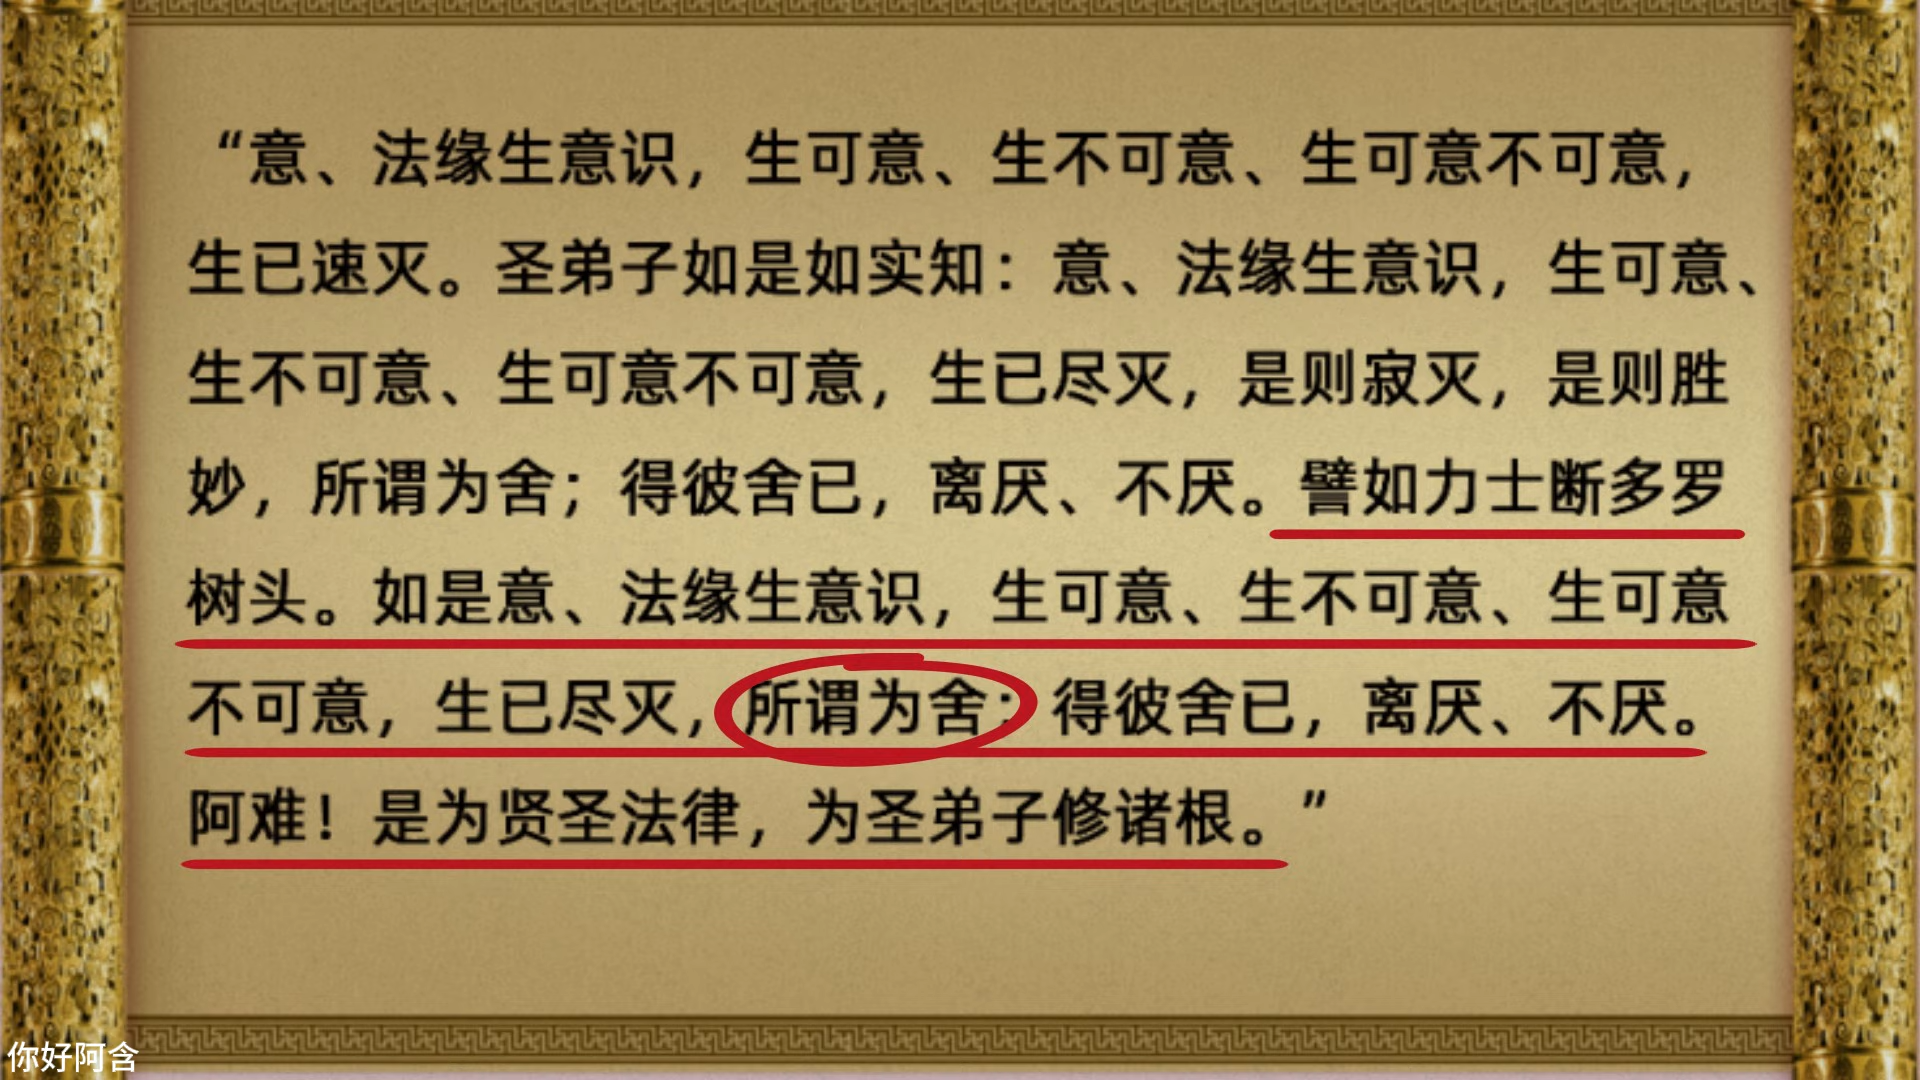 “意、法缘生意识，生可意、生不可意、生可意不可意，
生已速灭。圣弟子如是如实知：意、法缘生意识，生可意、
生不可意、生可意不可意，生已尽灭，是则寂灭，是则胜
妙，所谓为舍；得彼舍已，离厌、不厌。譬如力士断多罗
树头。如是意、法缘生意识，生可意、生不可意、生可意
不可意，生已尽灭，所谓为舍；得彼舍已，离厌、不厌。
阿难！是为贤圣法律，为圣弟子修诸根。”
你好阿含